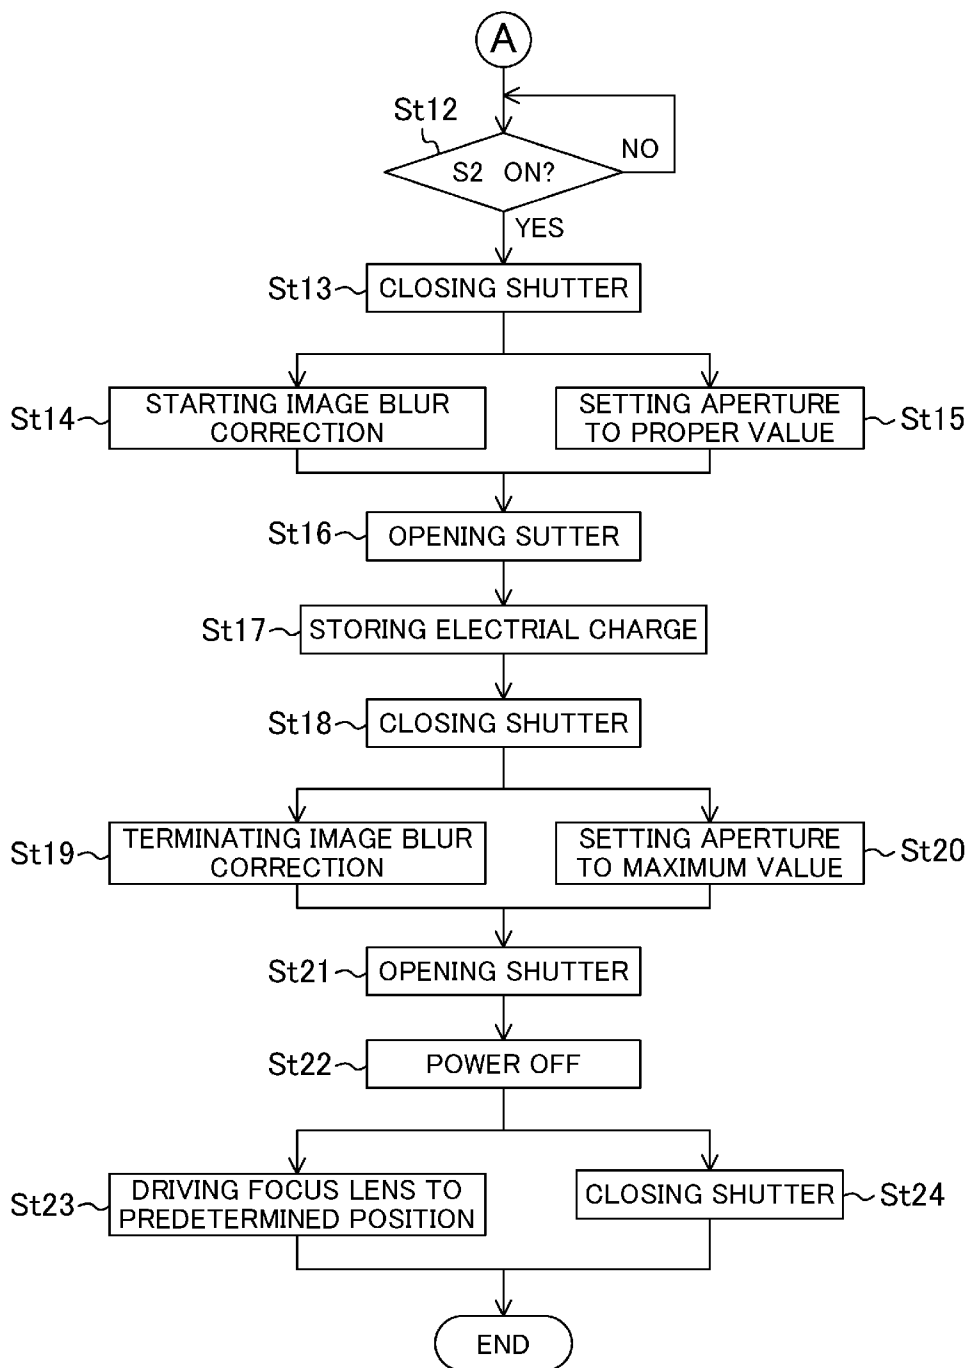 A
St12
S2 ON?
NO
YES
St13
CLOSING SHUTTER
St14
STARTING IMAGE BLUR
CORRECTION
SETTING APERTURE
TO PROPER VALUE
St15
St16
OPENING SUTTER
St17
STORING ELECTRIAL CHARGE
St18
CLOSING SHUTTER
St19
TERMINATING IMAGE BLUR
CORRECTION
SETTING APERTURE
TO MAXIMUM VALUE
St20
St21
OPENING SHUTTER
St22
POWER OFF
St23
DRIVING FOCUS LENS TO
PREDETERMINED POSITION
CLOSING SHUTTER
St24
END